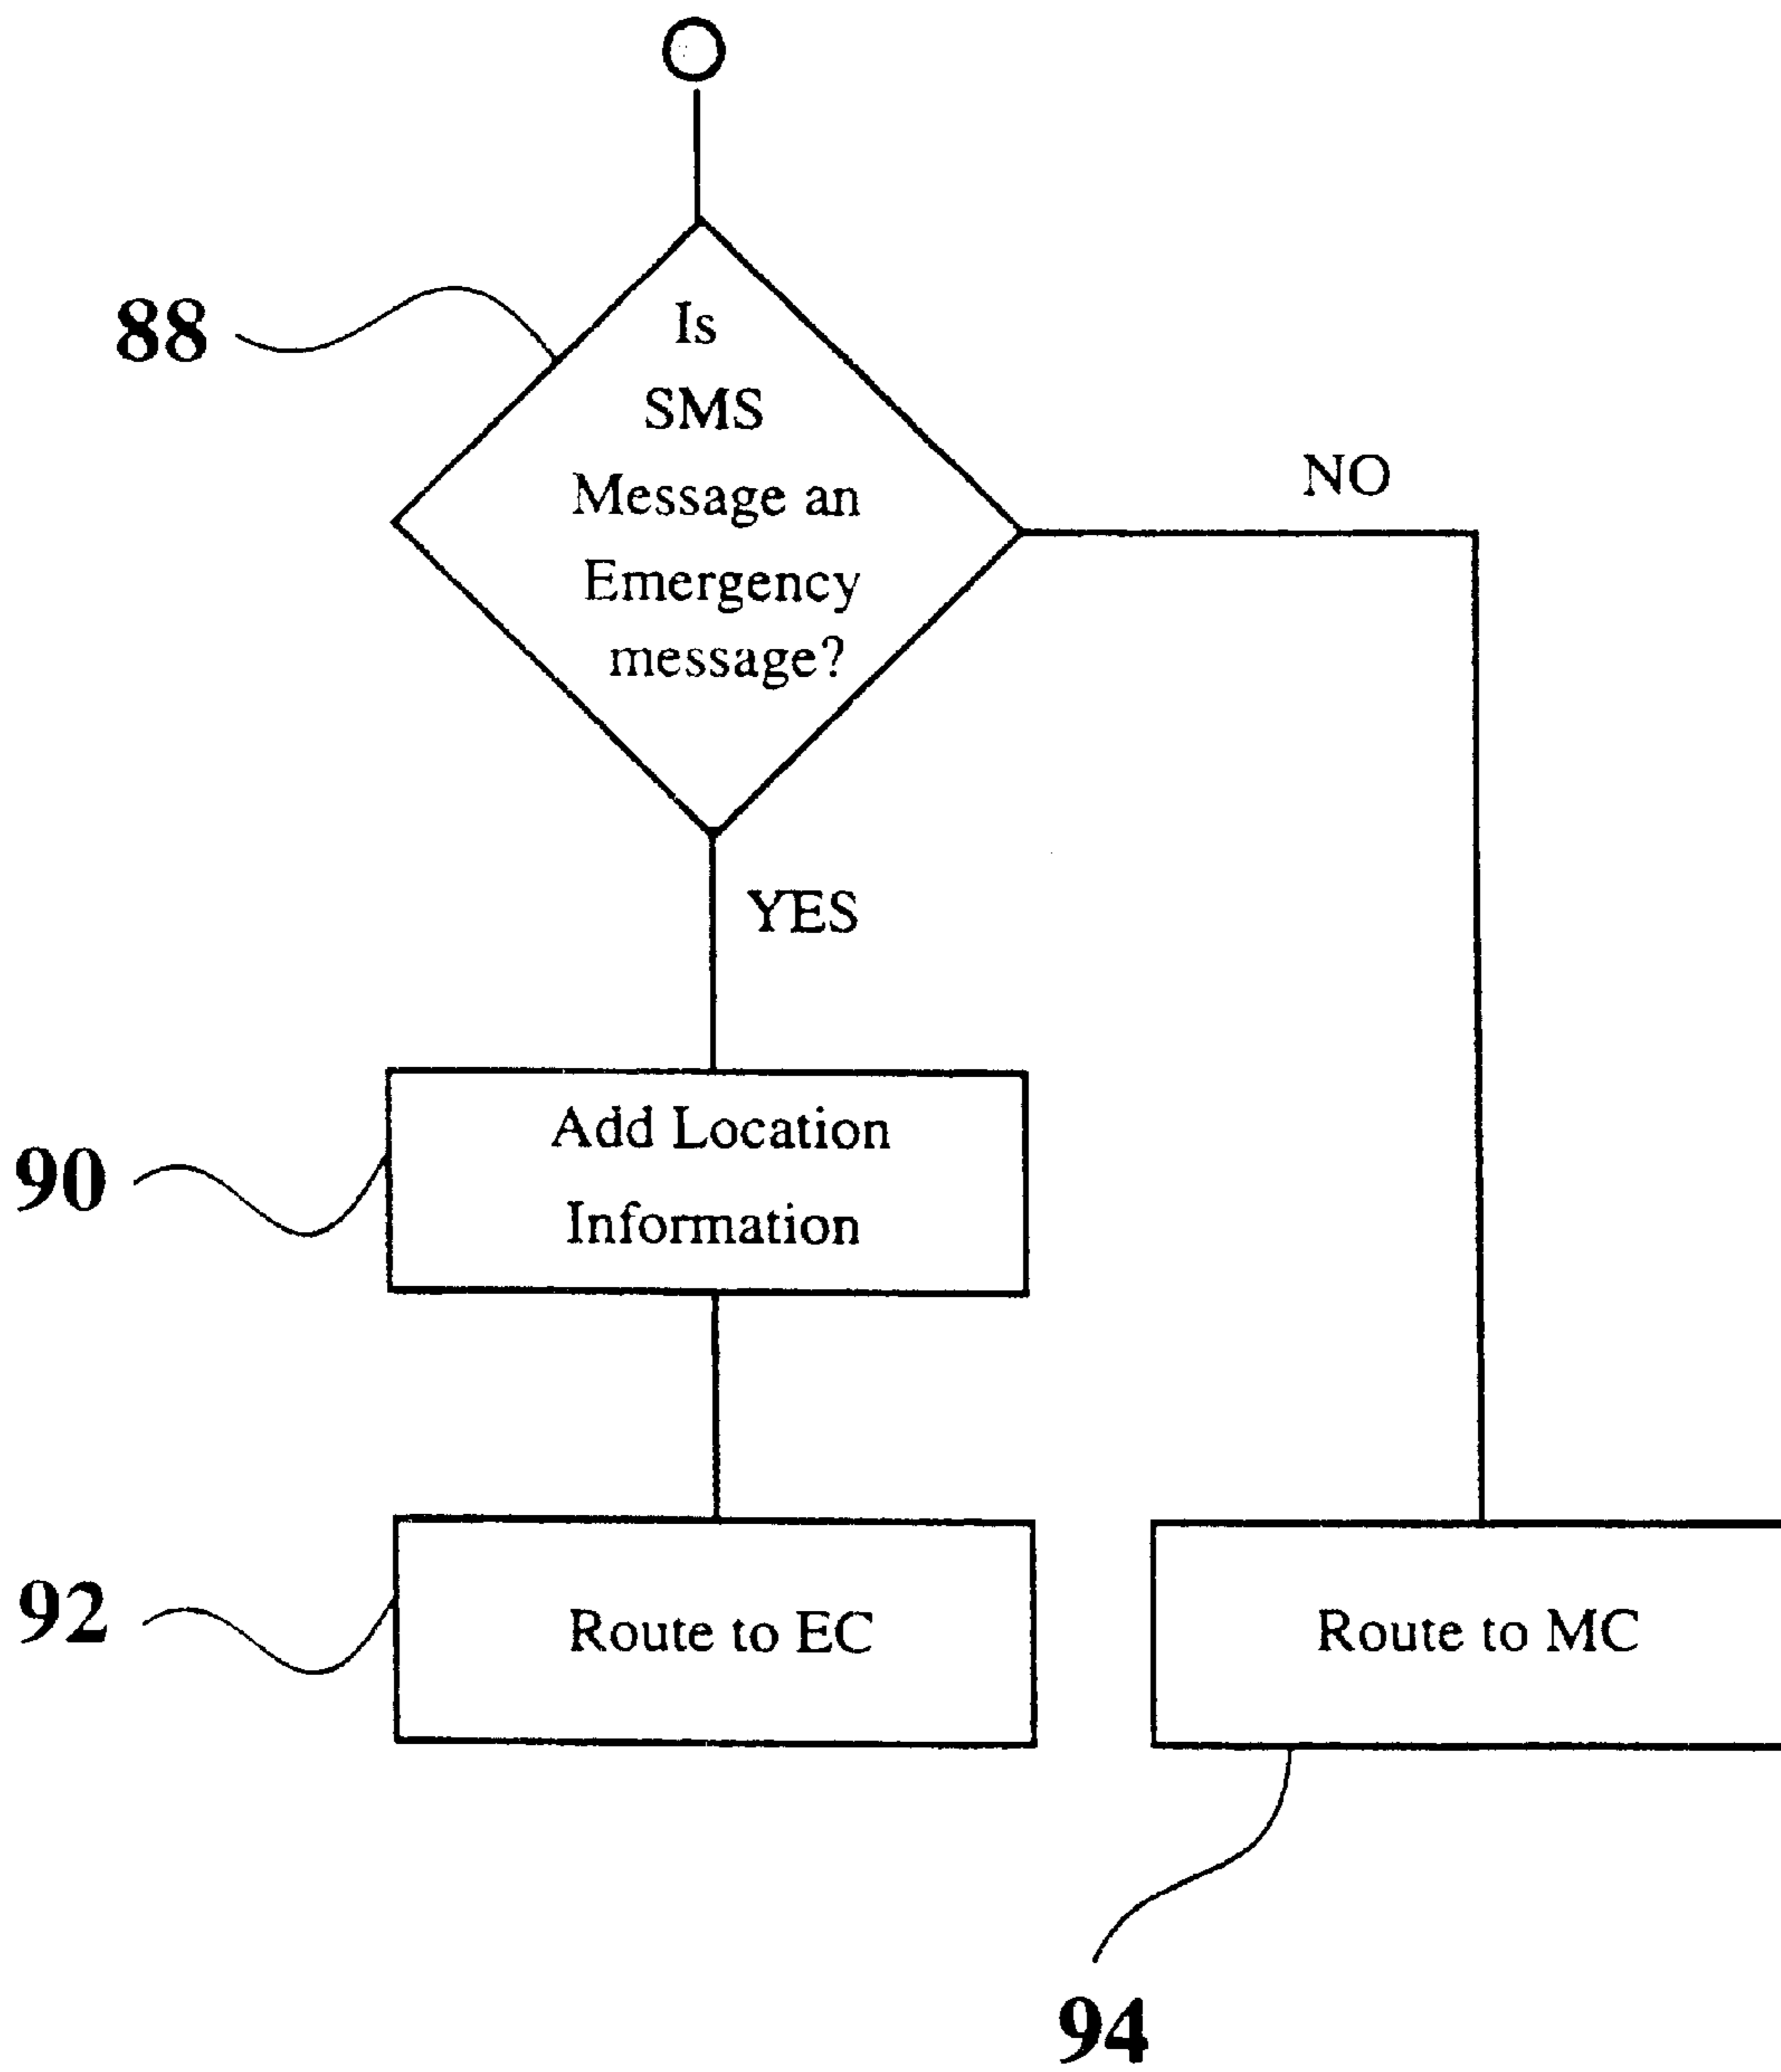 88
Is
SMS
Message an
Emergency
message?
NO
YES
90
Add Location
Information
92
Route to EC
Route to MC
94